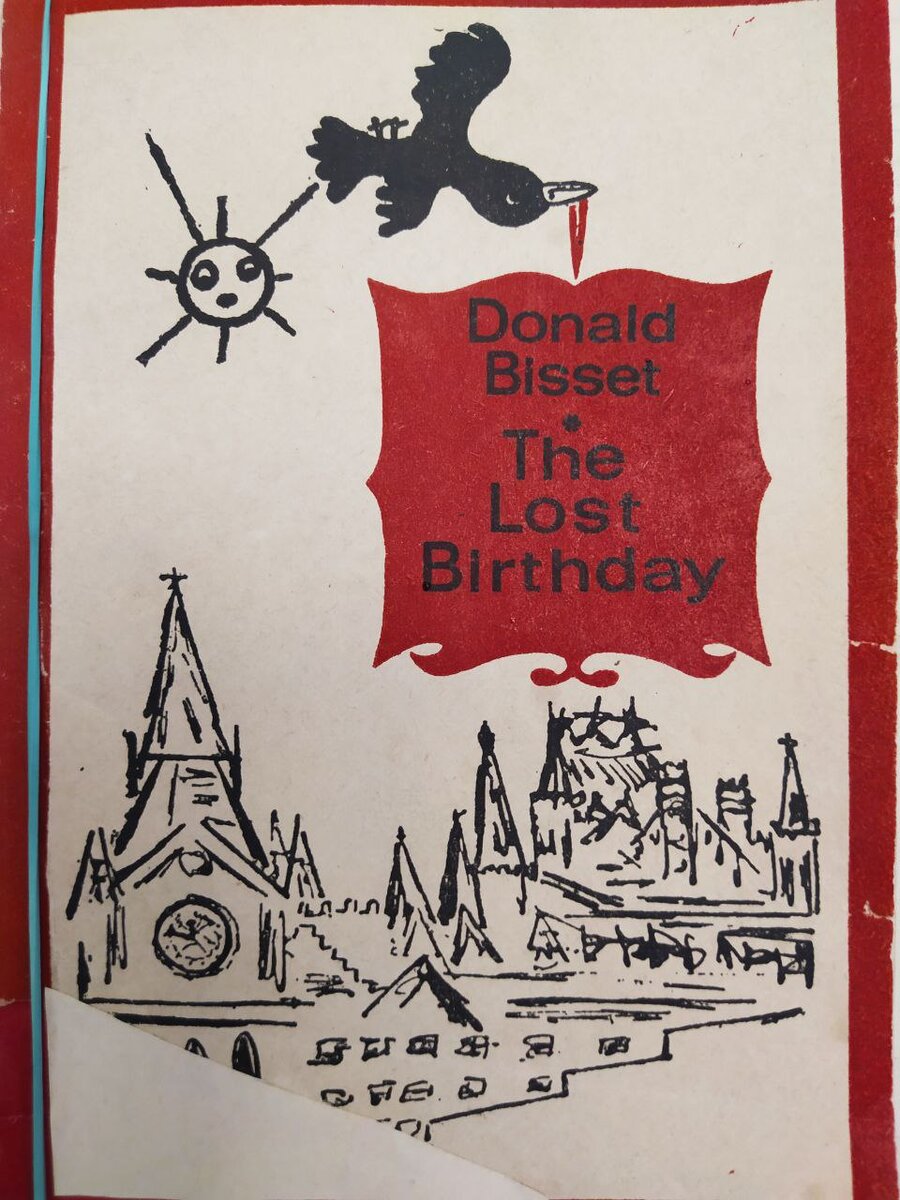 Donald
Bisset
*
The
Lost
Birthday